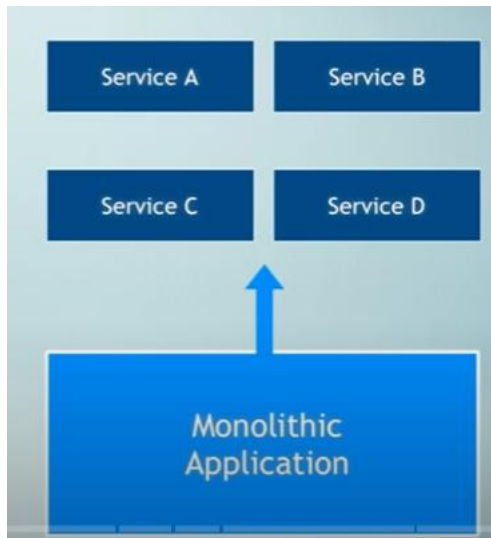 Service A
Service B
Service C
Service D
Monolithic
Application